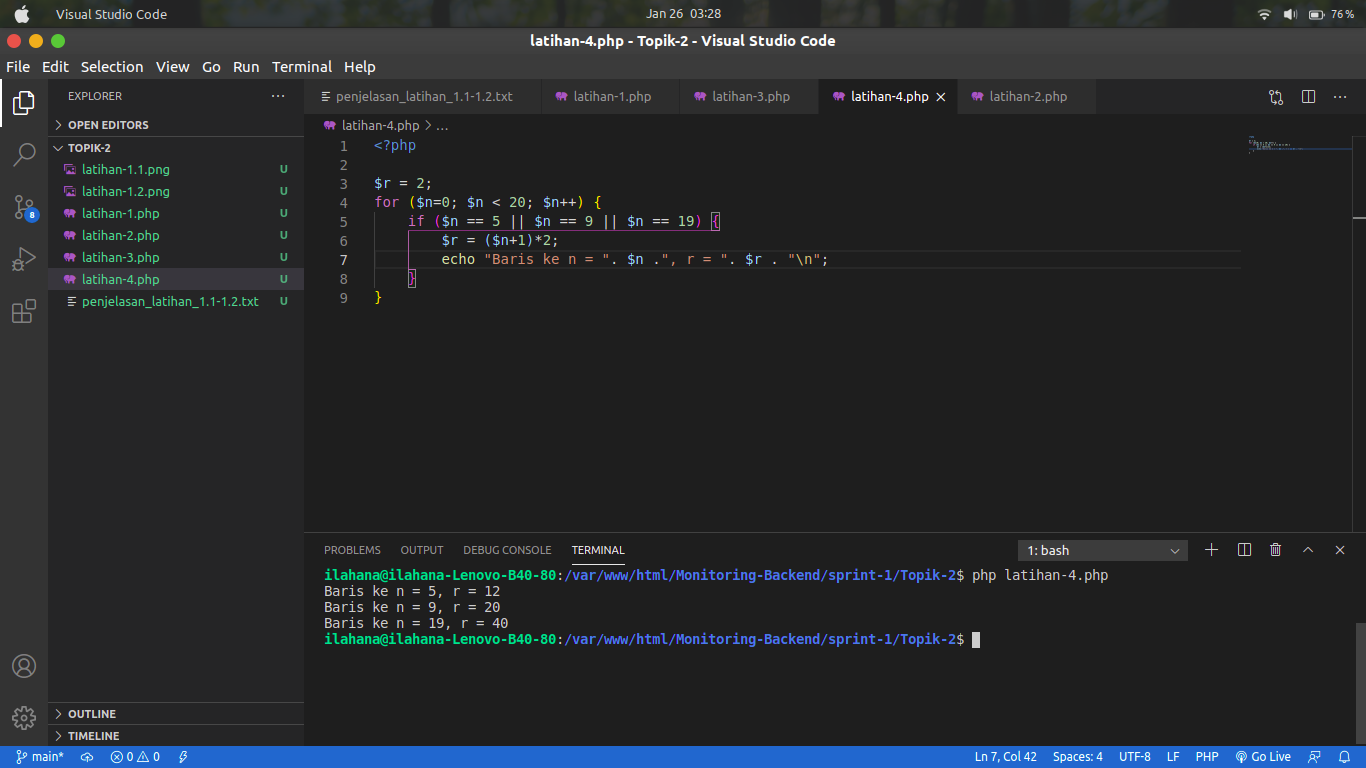 Visual Studio Code
Jan 26 03:28
76 %
latihan-4.php - Topik-2 - Visual Studio Code
File Edit Selection View Go Run Terminal Help
EXPLORER
OPEN EDITORS
TOPIK-2
latihan-1.1.png U
latihan-1.2.png U
latihan-1.php U
latihan-2.php U
latihan-3.php U
latihan-4.php U
penjelasan_latihan_1.1-1.2.txt U
8
OUTLINE
TIMELINE
penjelasan_latihan_1.1-1.2.txt latihan-1.php latihan-3.php latihan-4.php latihan-2.php
latihan-4.php > ...
1 <?php
2
3 $r = 2;
4 for ($n=0; $n < 20; $n++) {
5 if ($n == 5 || $n == 9 || $n == 19) {
6 $r = ($n+1)*2;
7 echo "Baris ke n = ". $n .", r = ". $r . "\n";
8 }
9 }
PROBLEMS OUTPUT DEBUG CONSOLE TERMINAL
1: bash
ilahana@ilahana-Lenovo-B40-80:/var/www/html/Monitoring-Backend/sprint-1/Topik-2$ php latihan-4.php
Baris ke n = 5, r = 12
Baris ke n = 9, r = 20
Baris ke n = 19, r = 40
ilahana@ilahana-Lenovo-B40-80:/var/www/html/Monitoring-Backend/sprint-1/Topik-2$
main* 0 0 Ln 7, Col 42 Spaces: 4 UTF-8 LF PHP Go Live